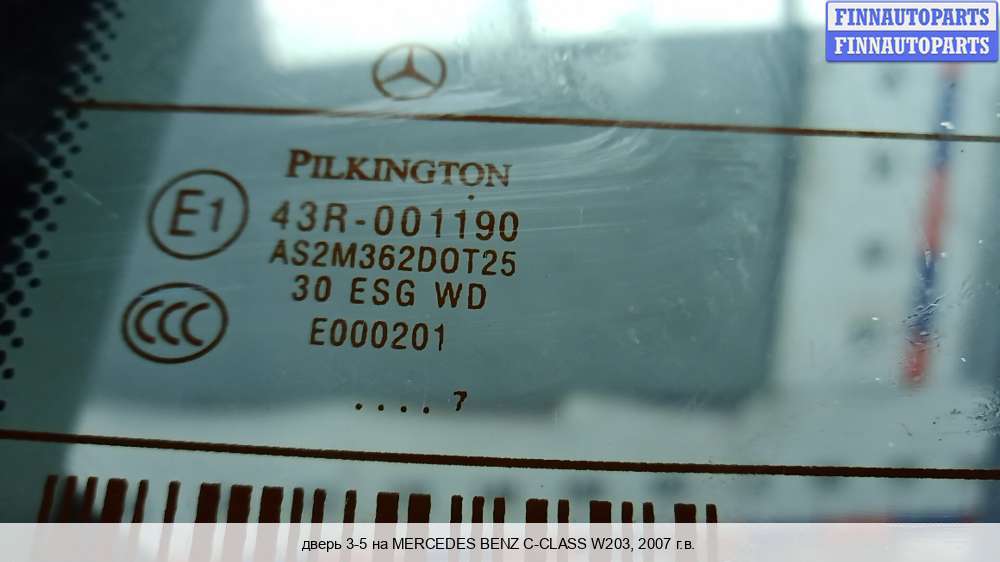 FINNAUTOPARTS
FINNAUTOPARTS
PILKINGTON
E1
43R-001190
AS2M362DOT25
30 ESG WD
CCC
E000201
.... 7
дверь 3-5 на MERCEDES BENZ C-CLASS W203, 2007 г.в.